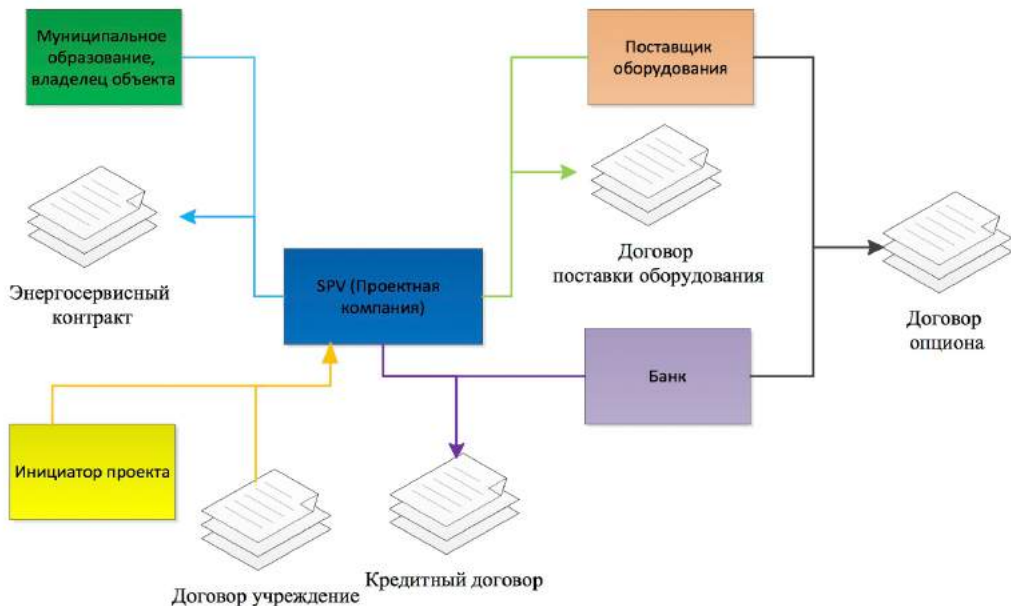 Муниципальное
образование,
владелец объекта
Поставщик
оборудования
Энергосервисный
контракт
SPV (Проектная
компания)
Договор
поставки оборудования
Договор
опциона
Банк
Инициатор проекта
Договор учреждение
Кредитный договор